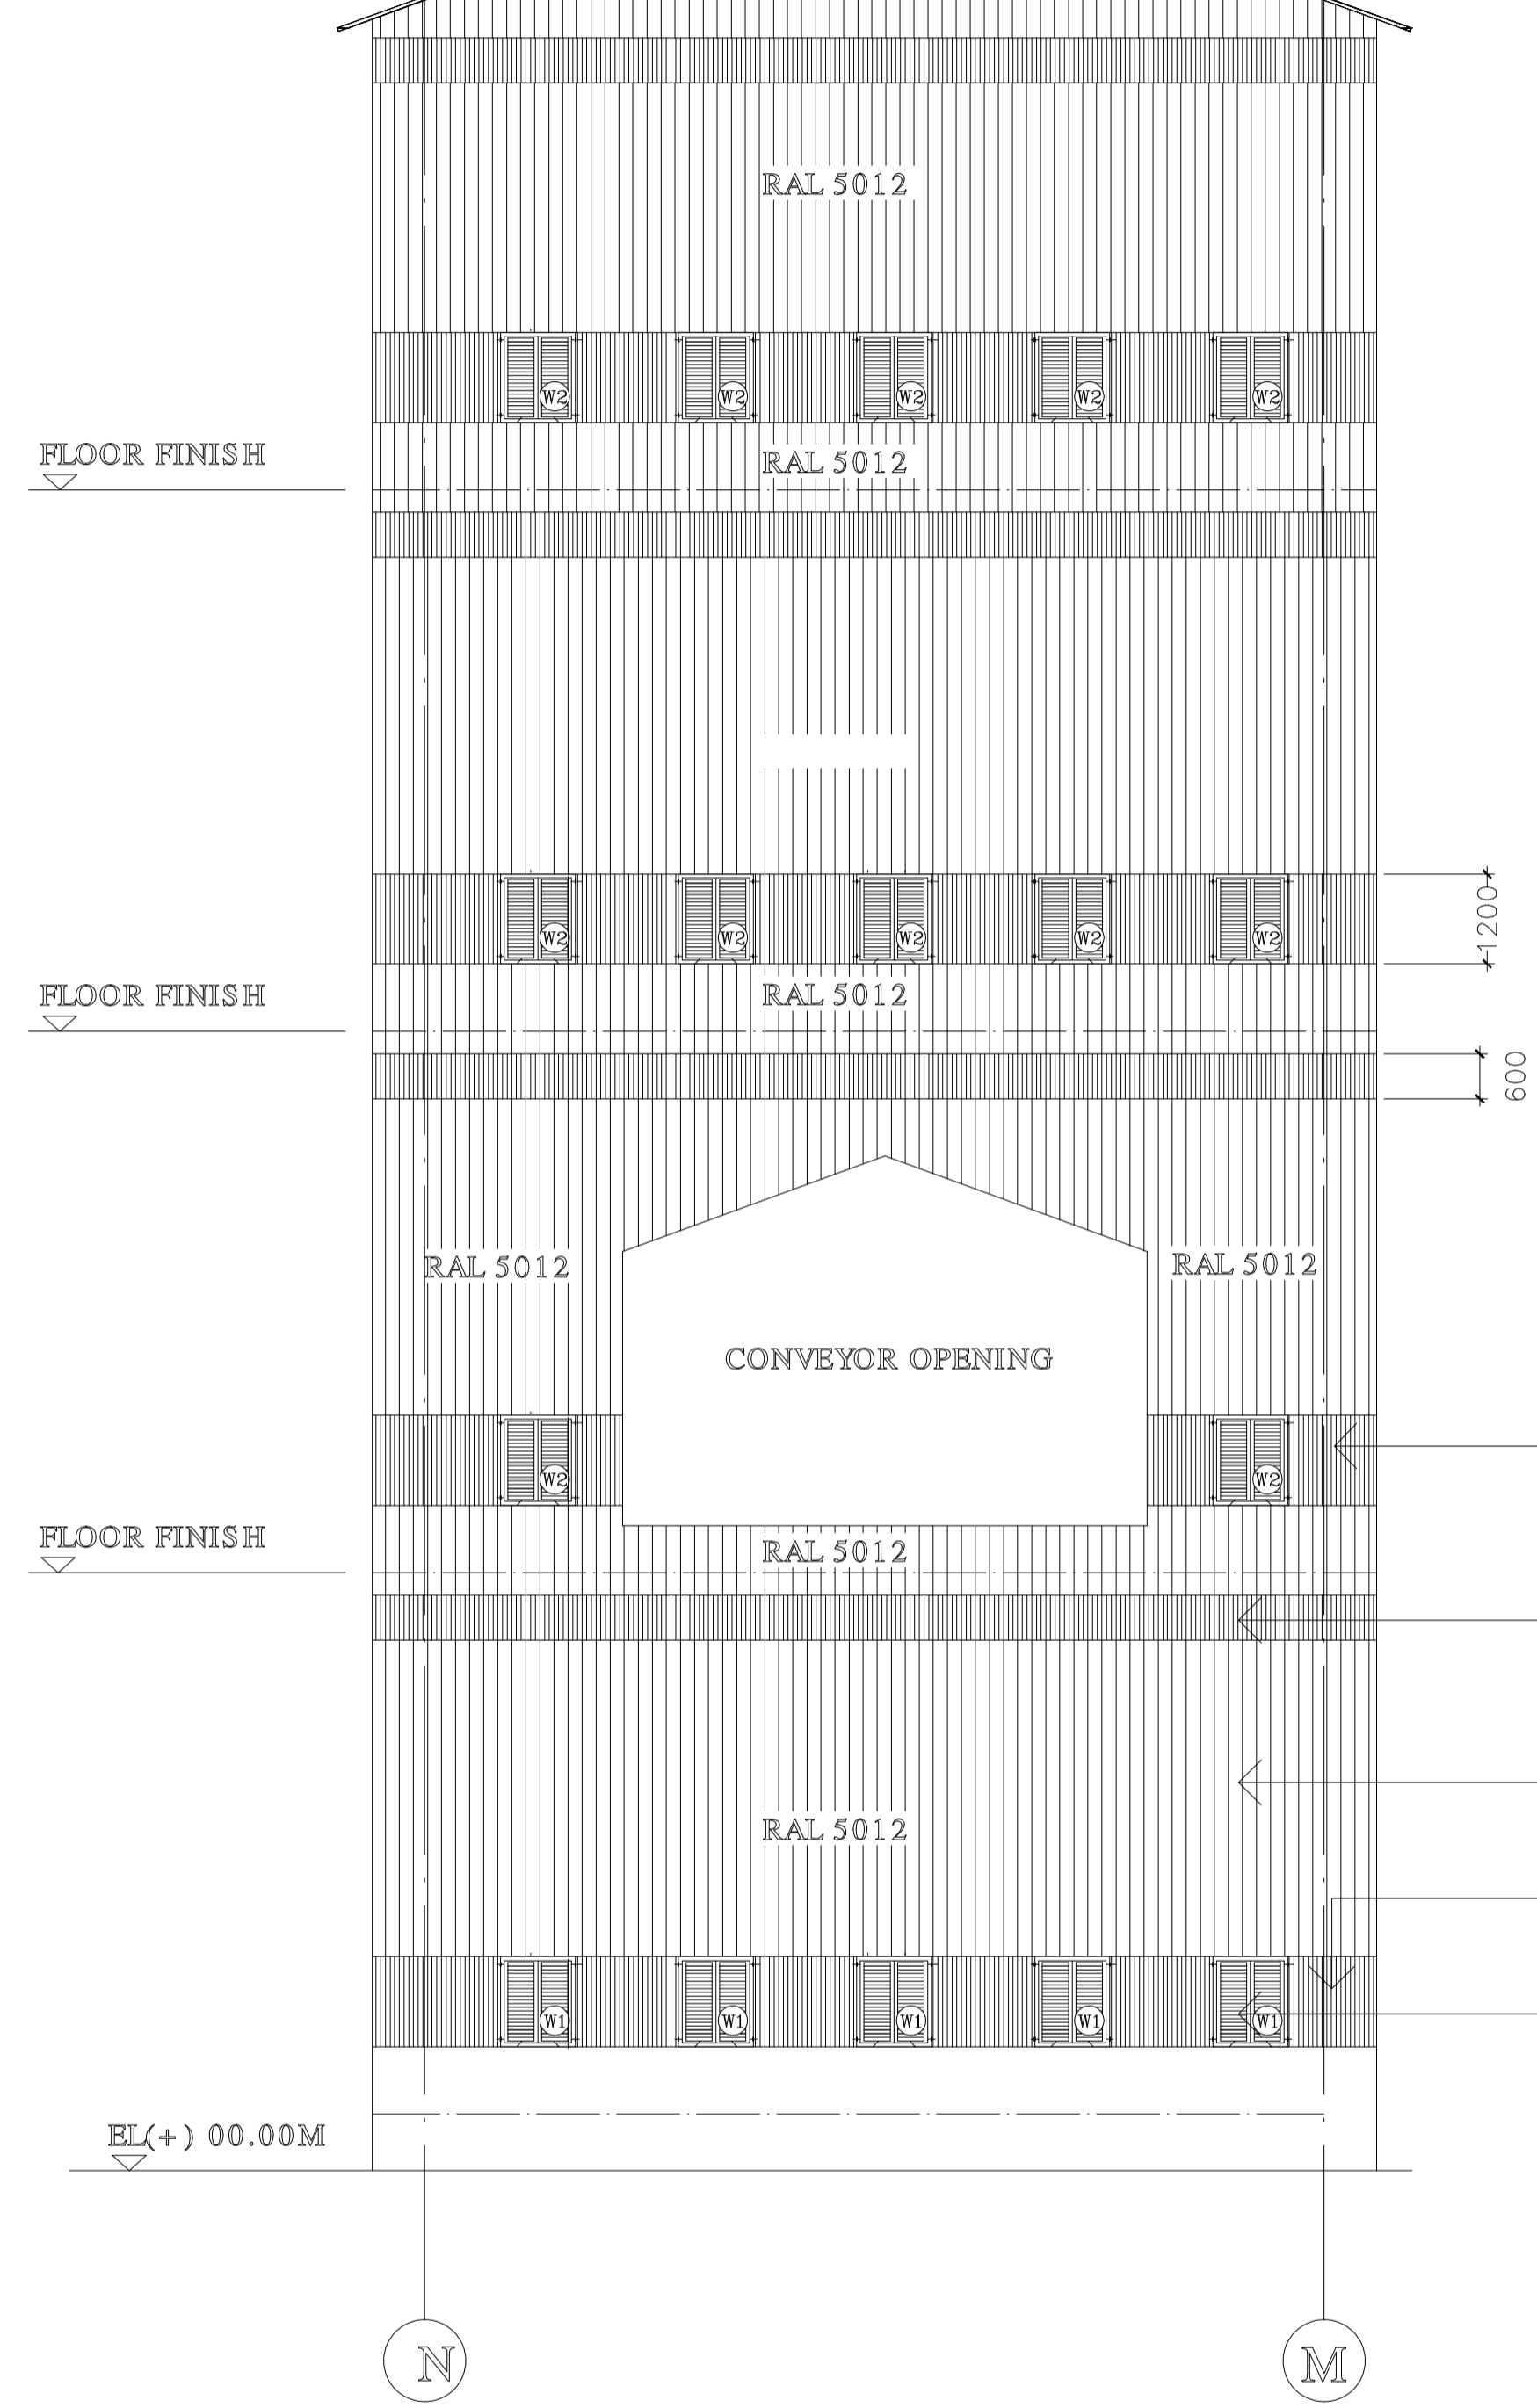 RAL 5012
W2 W2 W2 W2 W2
FLOOR FINISH
RAL 5012
W2 W2 W2 W2 W2
1200
FLOOR FINISH
RAL 5012
600
RAL 5012
RAL 5012
CONVEYOR OPENING
W2 W2
FLOOR FINISH
RAL 5012
RAL 5012
W1 W1 W1 W1 W1
EL(+) 00.00M
N M